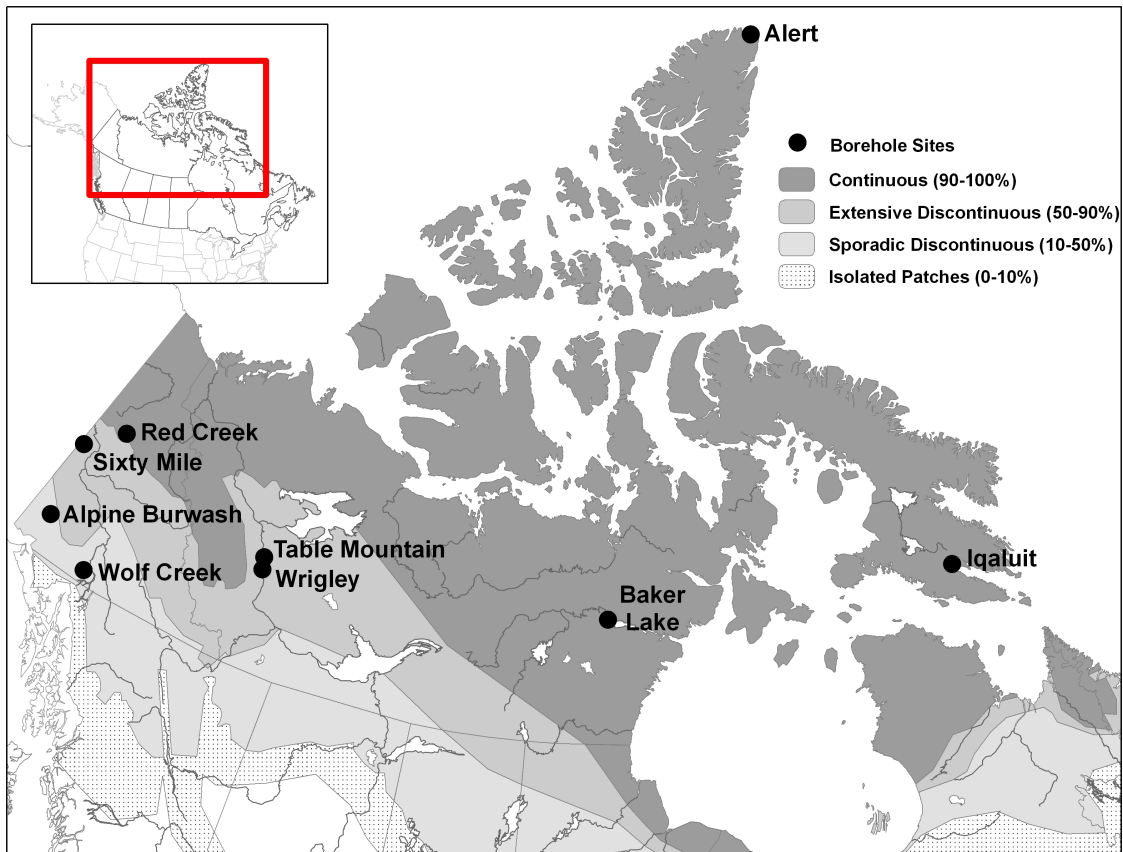 Alert
Borehole Sites
Continuous (90-100%)
Extensive Discontinuous (50-90%)
Sporadic Discontinuous (10-50%)
Isolated Patches (0-10%)
Red Creek
Sixty Mile
Alpine Burwash
Table Mountain
Wolf Creek
Wrigley
Iqaluit
Baker
Lake